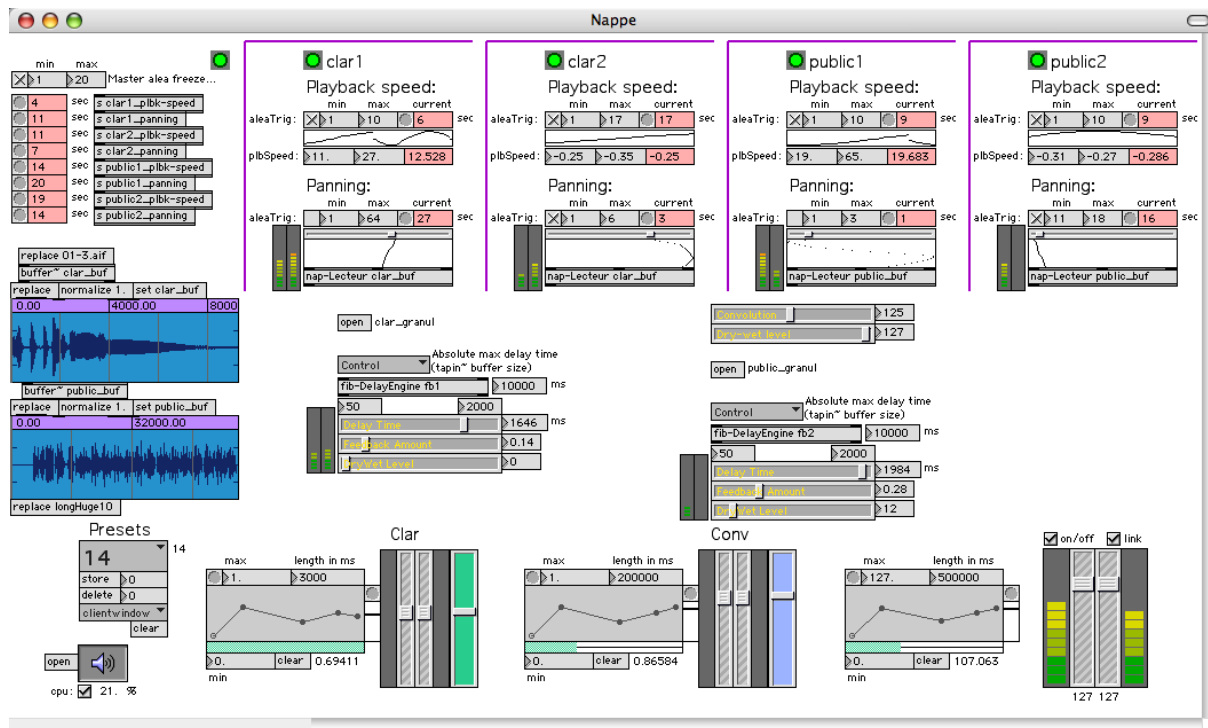 Nappe
min max
1 20 Master alea freeze...
4 sec s clar1_plbk-speed
11 sec s clar1_panning
11 sec s clar2_plbk-speed
7 sec s clar2_panning
14 sec s public1_plbk-speed
20 sec s public1_panning
19 sec s public2_plbk-speed
14 sec s public2_panning
clar1
Playback speed:
min max current
aleaTrig: 1 10 6 sec
plbSpeed: 11. 27. 12.528
Panning:
aleaTrig: 1 64 27 sec
nap-Lecteur clar_buf
clar2
Playback speed:
min max current
aleaTrig: 1 17 17 sec
plbSpeed: -0.25 -0.35 -0.25
Panning:
aleaTrig: 1 6 3 sec
nap-Lecteur clar_buf
public1
Playback speed:
min max current
aleaTrig: 1 10 9 sec
plbSpeed: 19. 65. 19.683
Panning:
aleaTrig: 1 3 1 sec
nap-Lecteur public_buf
public2
Playback speed:
min max current
aleaTrig: 1 10 9 sec
plbSpeed: -0.31 -0.27 -0.286
Panning:
aleaTrig: 11 18 16 sec
nap-Lecteur public_buf
replace 01-3.aif
buffer~ clar_buf
replace normalize 1. set clar_buf
0.00 4000.00 8000
buffer~ public_buf
replace normalize 1. set public_buf
0.00 32000.00
replace longHuge10
open clar_granul
Control
Absolute max delay time
(tapin~ buffer size)
fib-DelayEngine fb1 10000 ms
50 2000
Delay Time 1646 ms
Feedback Amount 0.14
Dry/Wet Level 0
Convolution 125
Dry-wet level 127
open public_granul
Control
Absolute max delay time
(tapin~ buffer size)
fib-DelayEngine fb2 10000 ms
50 2000
Delay Time 1984 ms
Feedback Amount 0.28
Dry/Wet Level 12
Presets
14 14
store 0
delete 0
clientwindow
clear
open
cpu: 21. %
Clar
max length in ms
1. 3000
0. clear 0.69411
min
Conv
max length in ms
1. 200000
0. clear 0.86584
min
max length in ms
127. 500000
0. clear 107.063
min
on/off link
127 127